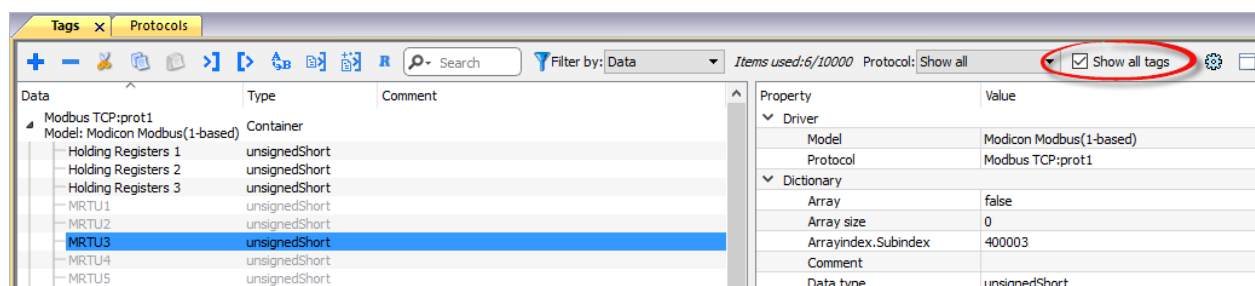 Tags x Protocols
A B R Search Filter by: Data Items used:6/10000 Protocol: Show all Show all tags
Data Type Comment Property Value
Modbus TCP:prot1
Model: Modicon Modbus(1-based) Container
Driver
Model Modicon Modbus(1-based)
Holding Registers 1 unsignedShort
Protocol Modbus TCP:prot1
Holding Registers 2 unsignedShort
Dictionary
Holding Registers 3 unsignedShort
Array false
MRTU1 unsignedShort
Array size 0
MRTU2 unsignedShort
Arrayindex.Subindex 400003
MRTU3 unsignedShort
Comment
MRTU4 unsignedShort
Data type unsignedShort
MRTU5 unsignedShort